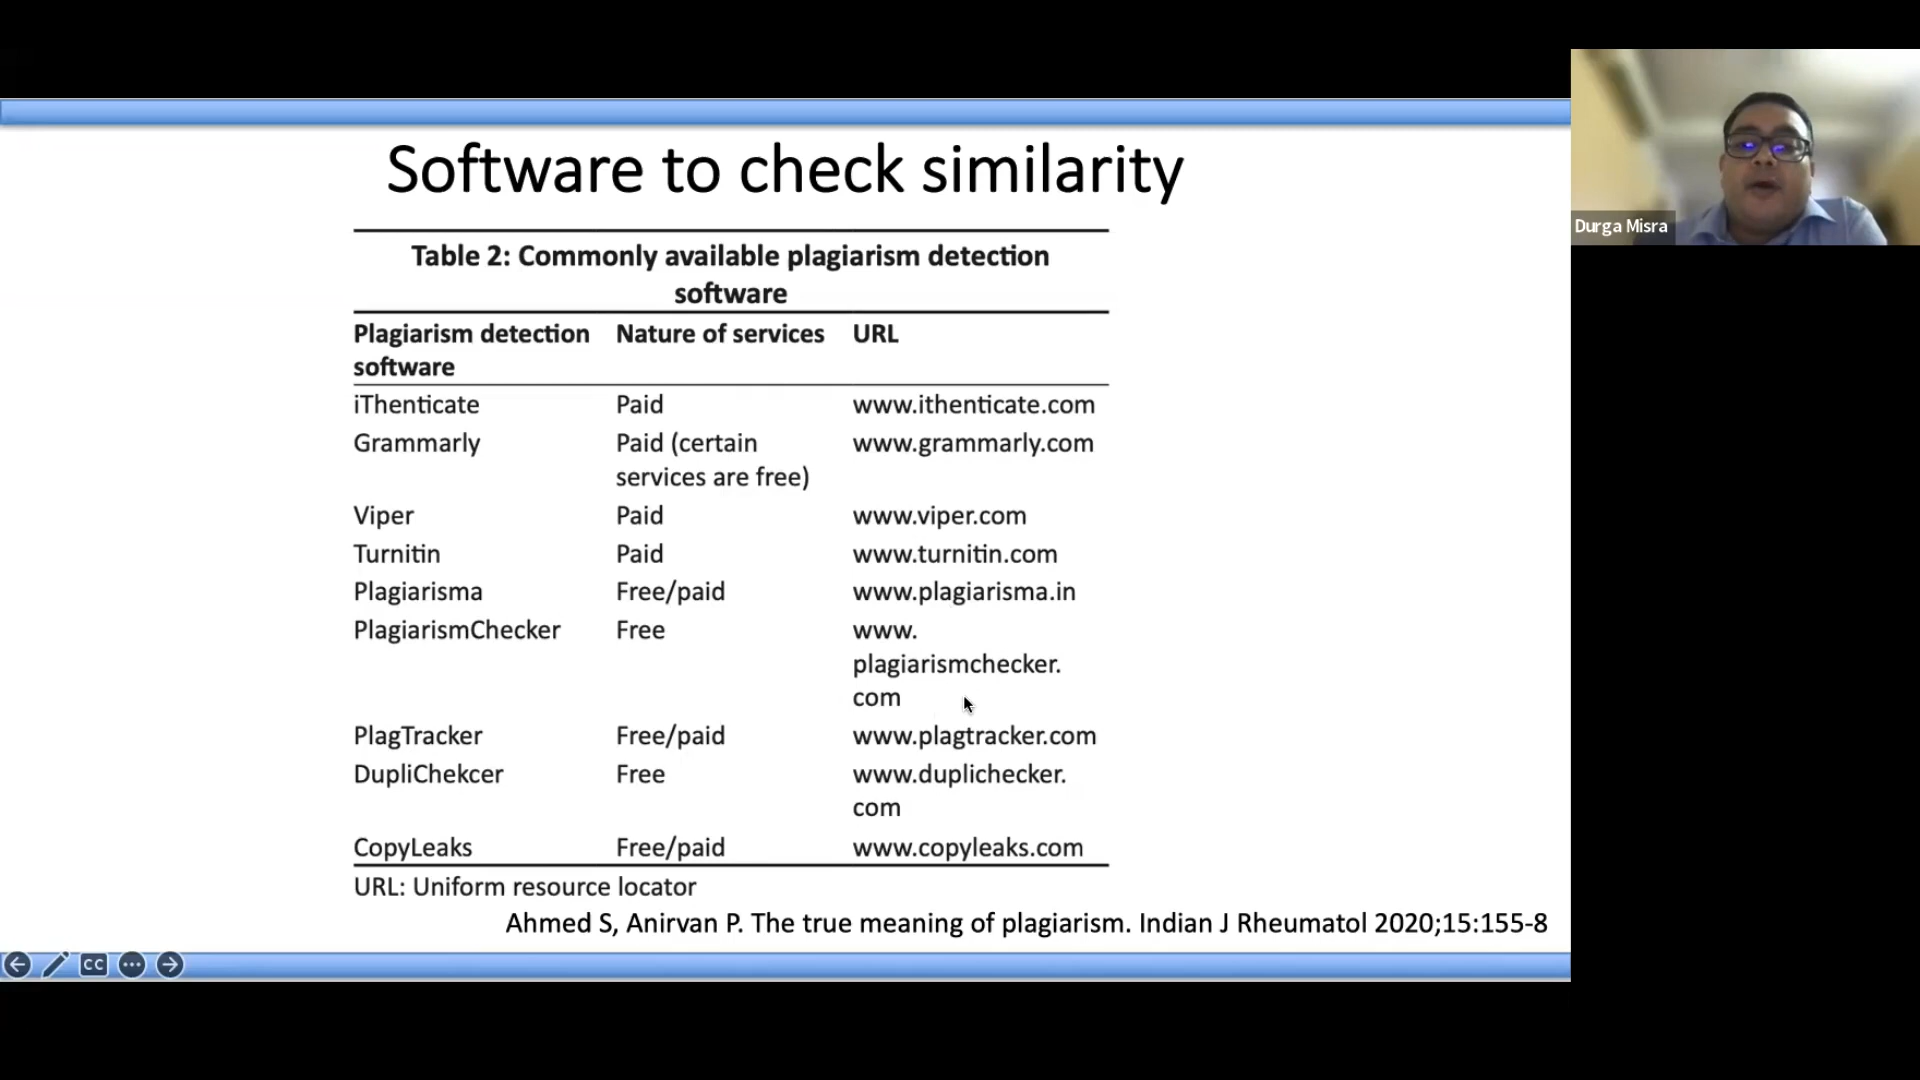 Software to check similarity
Durga Misra
Table 2: Commonly available plagiarism detection
software
Plagiarism detection Nature of services URL
software
iThenticate Paid www.ithenticate.com
Grammarly Paid (certain www.grammarly.com
services are free)
Viper Paid www.viper.com
Turnitin Paid www.turnitin.com
Plagiarisma Free/paid www.plagiarisma.in
PlagiarismChecker Free www.
plagiarismchecker.
com
PlagTracker Free/paid www.plagtracker.com
DupliChekcer Free www.duplichecker.
com
CopyLeaks Free/paid www.copyleaks.com
URL: Uniform resource locator
Ahmed S, Anirvan P. The true meaning of plagiarism. Indian J Rheumatol 2020;15:155-8
CC